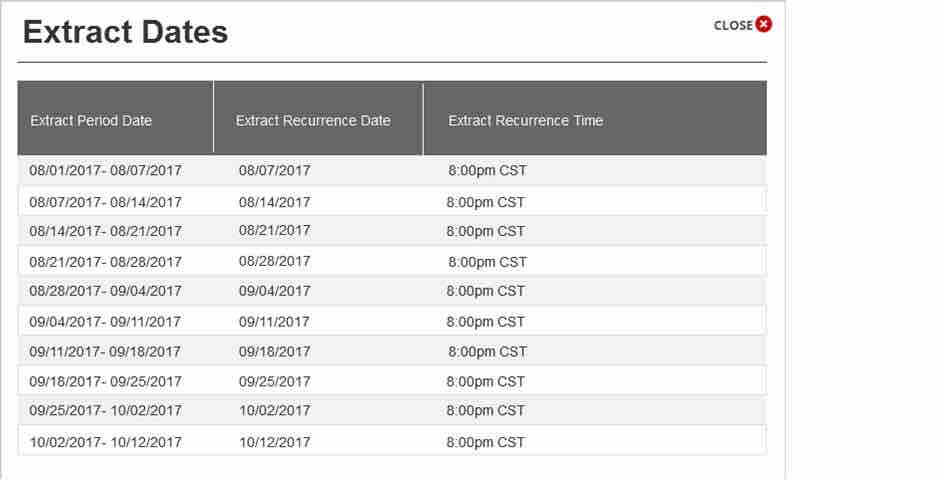 Extract Dates CLOSE
Extract Period Date Extract Recurrence Date Extract Recurrence Time
08/01/2017- 08/07/2017 08/07/2017 8:00pm CST
08/07/2017- 08/14/2017 08/14/2017 8:00pm CST
08/14/2017- 08/21/2017 08/21/2017 8:00pm CST
08/21/2017- 08/28/2017 08/28/2017 8:00pm CST
08/28/2017- 09/04/2017 09/04/2017 8:00pm CST
09/04/2017- 09/11/2017 09/11/2017 8:00pm CST
09/11/2017- 09/18/2017 09/18/2017 8:00pm CST
09/18/2017- 09/25/2017 09/25/2017 8:00pm CST
09/25/2017- 10/02/2017 10/02/2017 8:00pm CST
10/02/2017- 10/12/2017 10/12/2017 8:00pm CST